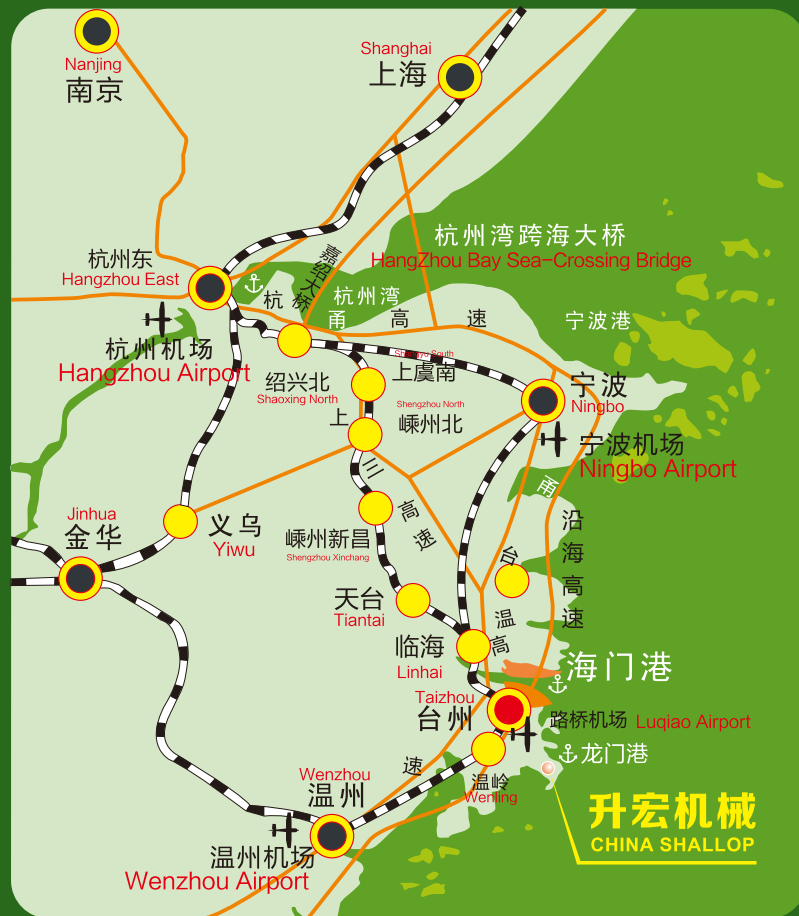 Nanjing
南京
Shanghai
上海
杭州东
Hangzhou East
杭州湾跨海大桥
HangZhou Bay Sea-Crossing Bridge
嘉绍大桥
杭州湾
杭
甬
高
速
宁波港
杭州机场
Hangzhou Airport
绍兴北
Shaoxing North
Shangyu South
上虞南
宁波
Ningbo
Shengzhou North
嵊州北
上
三
高
速
宁波机场
Ningbo Airport
甬
台
温
高
速
沿海高速
Jinhua
金华
义乌
Yiwu
嵊州新昌
Shengzhou Xinchang
天台
Tiantai
临海
Linhai
海门港
Taizhou
台州
路桥机场 Luqiao Airport
龙门港
温岭
Wenling
Wenzhou
温州
温州机场
Wenzhou Airport
升宏机械
CHINA SHALLOP